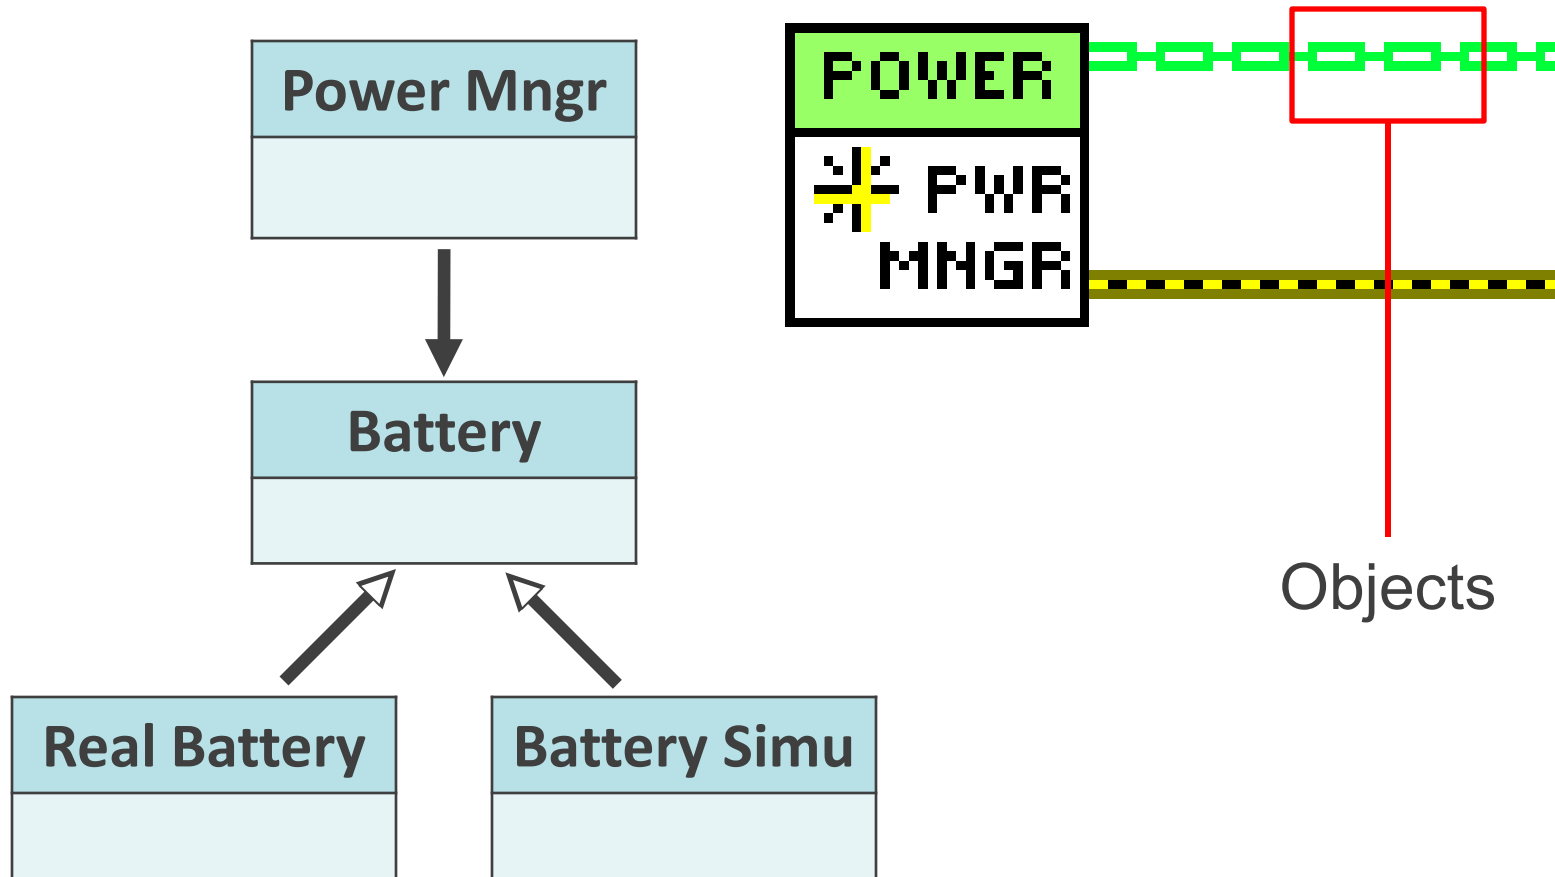 Power Mngr
Battery
Real Battery
Battery Simu
POWER
PWR
MNGR
Objects